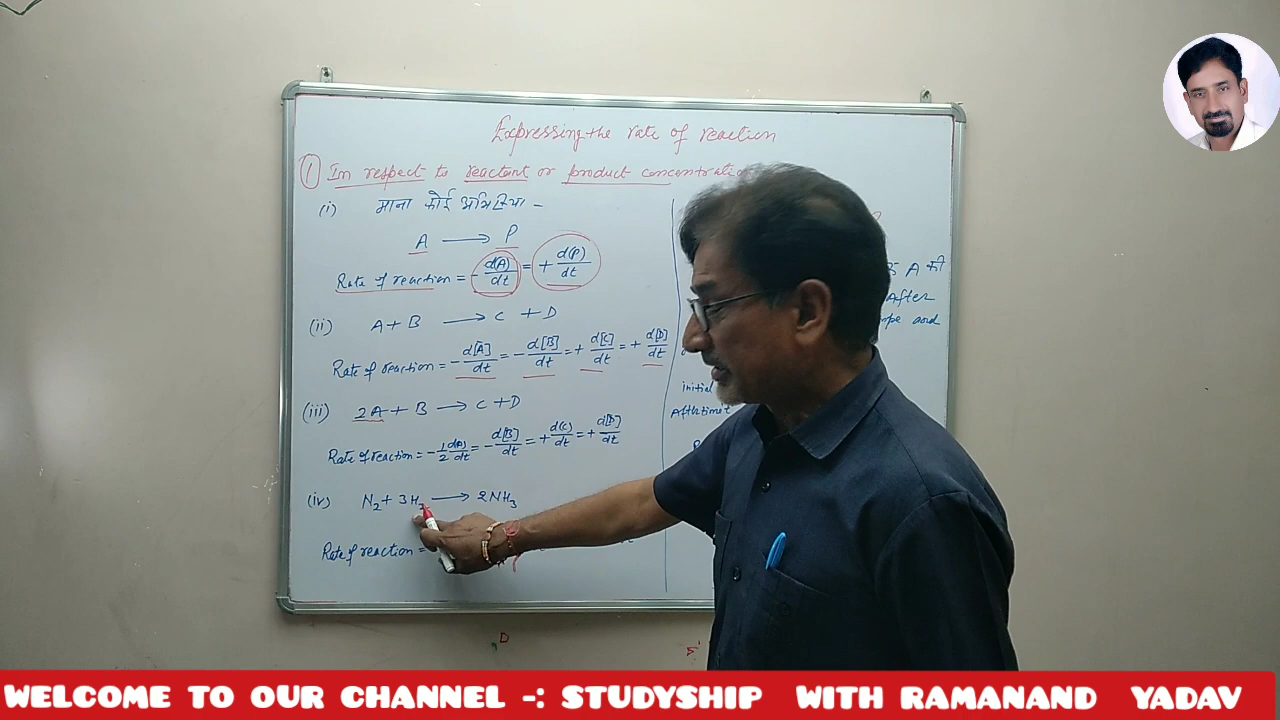 Expressing the rate of reaction
① In respect to reactant or product concentratio
(i) माना कोई अभिक्रिया -
A ⟶ P
Rate of reaction = - d(A)/dt = + d(P)/dt
(ii) A + B ⟶ C + D
Rate of reaction = - d[A]/dt = - d[B]/dt = + d[C]/dt = + d[D]/dt
(iii) 2A + B ⟶ C + D
Rate of reaction = - 1/2 d(A)/dt = - d[B]/dt = + d(C)/dt = + d[D]/dt
(iv) N₂ + 3H₂ ⟶ 2NH₃
Rate of reaction =
A की
After
and
initial
After time t
WELCOME TO OUR CHANNEL -: STUDYSHIP WITH RAMANAND YADAV